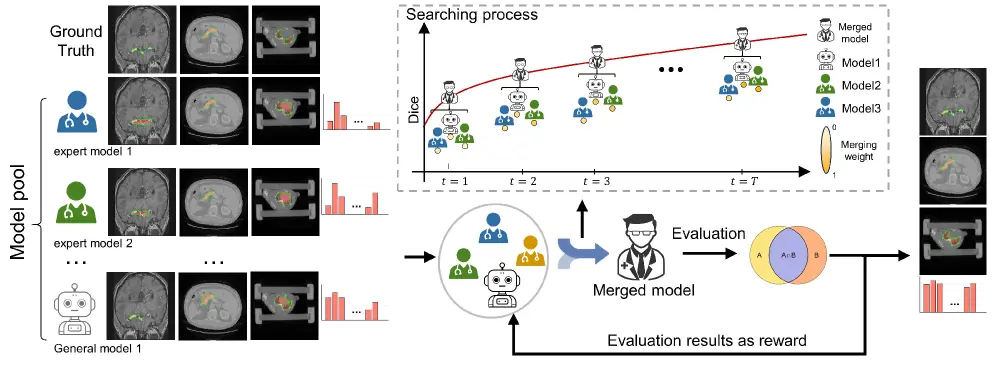 Ground
Truth
Model pool
expert model 1
...
expert model 2
...
...
...
General model 1
...
Searching process
Dice
...
t = 1
t = 2
t = 3
t = T
Merged
model
Model1
Model2
Model3
0
Merging
weight
1
Merged model
Evaluation
A
A∩B
B
Evaluation results as reward
...